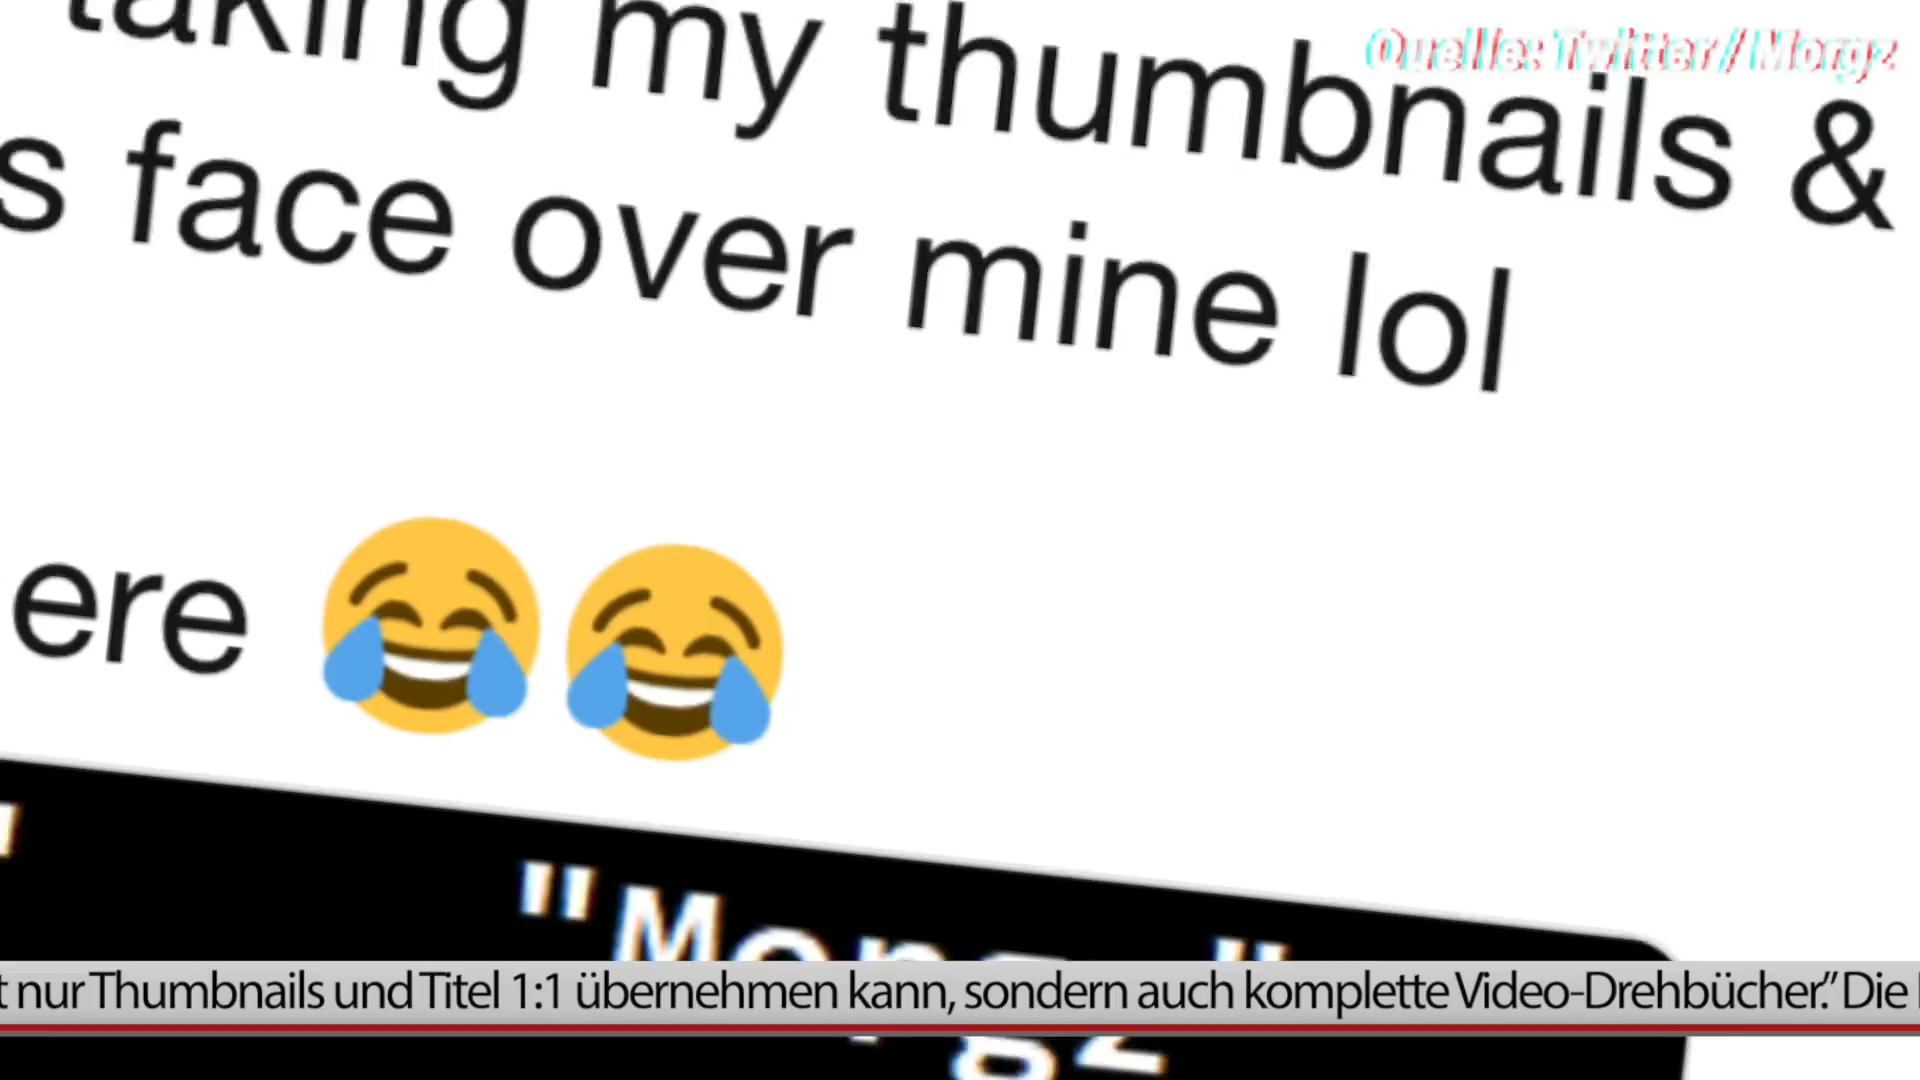 Quelle: Twitter / Morgz
taking my thumbnails &
s face over mine lol
ere 😂😂
"
"Morgz"
t nur Thumbnails und Titel 1:1 übernehmen kann, sondern auch komplette Video-Drehbücher.” Die